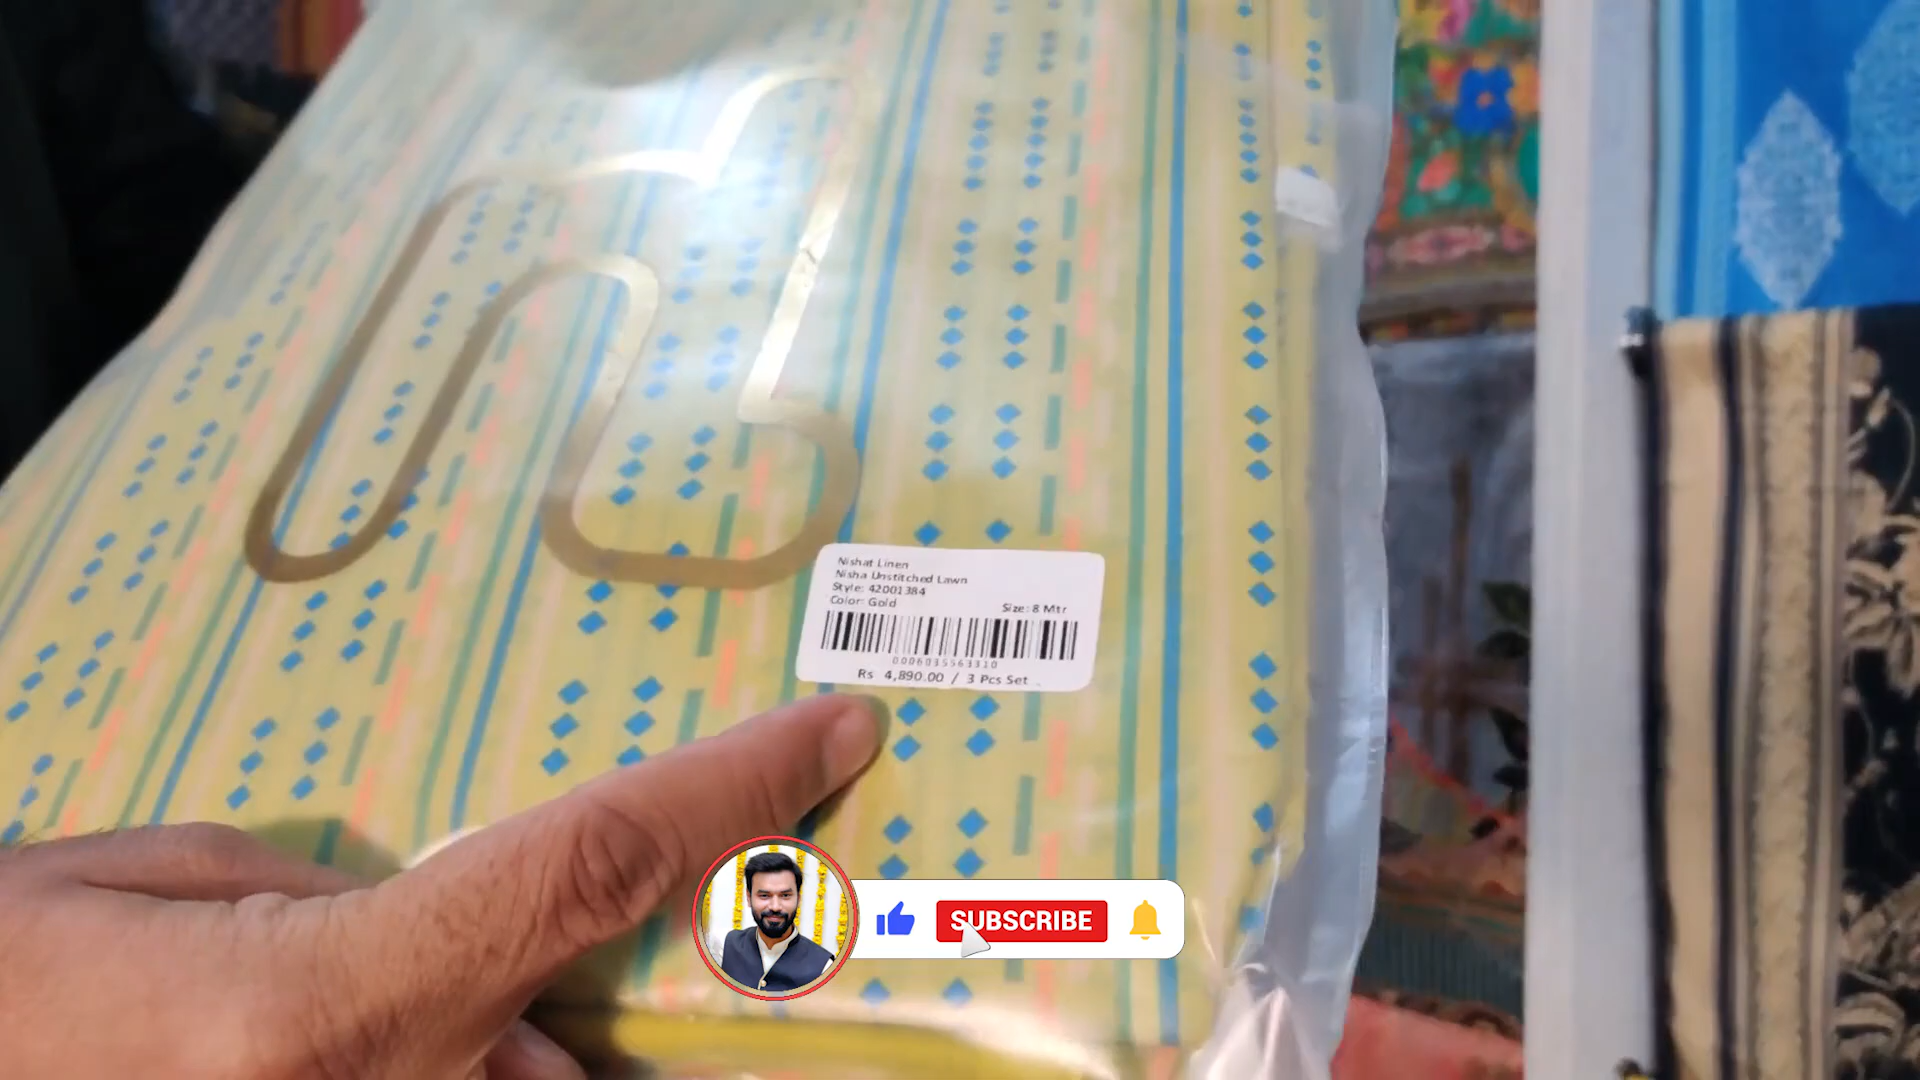 Nishat Linen
Nisha Unstitched Lawn
Style: 42001384
Color: Gold Size: 8 Mtr
0006035563310
Rs 4,890.00 / 3 Pcs Set
SUBSCRIBE